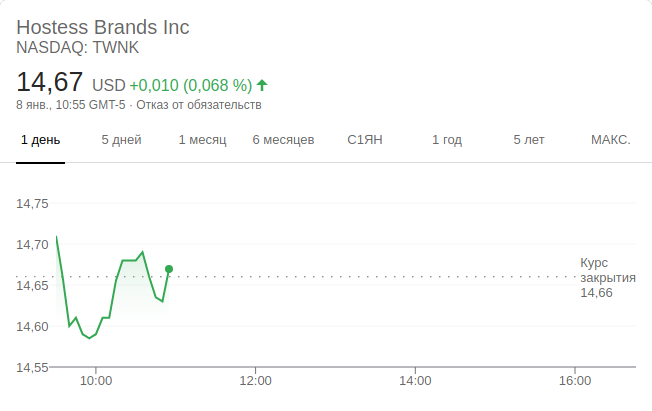 Hostess Brands Inc
NASDAQ: TWNK
14,67 USD +0,010 (0,068 %)
8 янв., 10:55 GMT-5 · Отказ от обязательств
1 день 5 дней 1 месяц 6 месяцев С1ЯН 1 год 5 лет МАКС.
14,75
14,70
14,65
14,60
14,55
Курс
закрытия
14,66
10:00 12:00 14:00 16:00